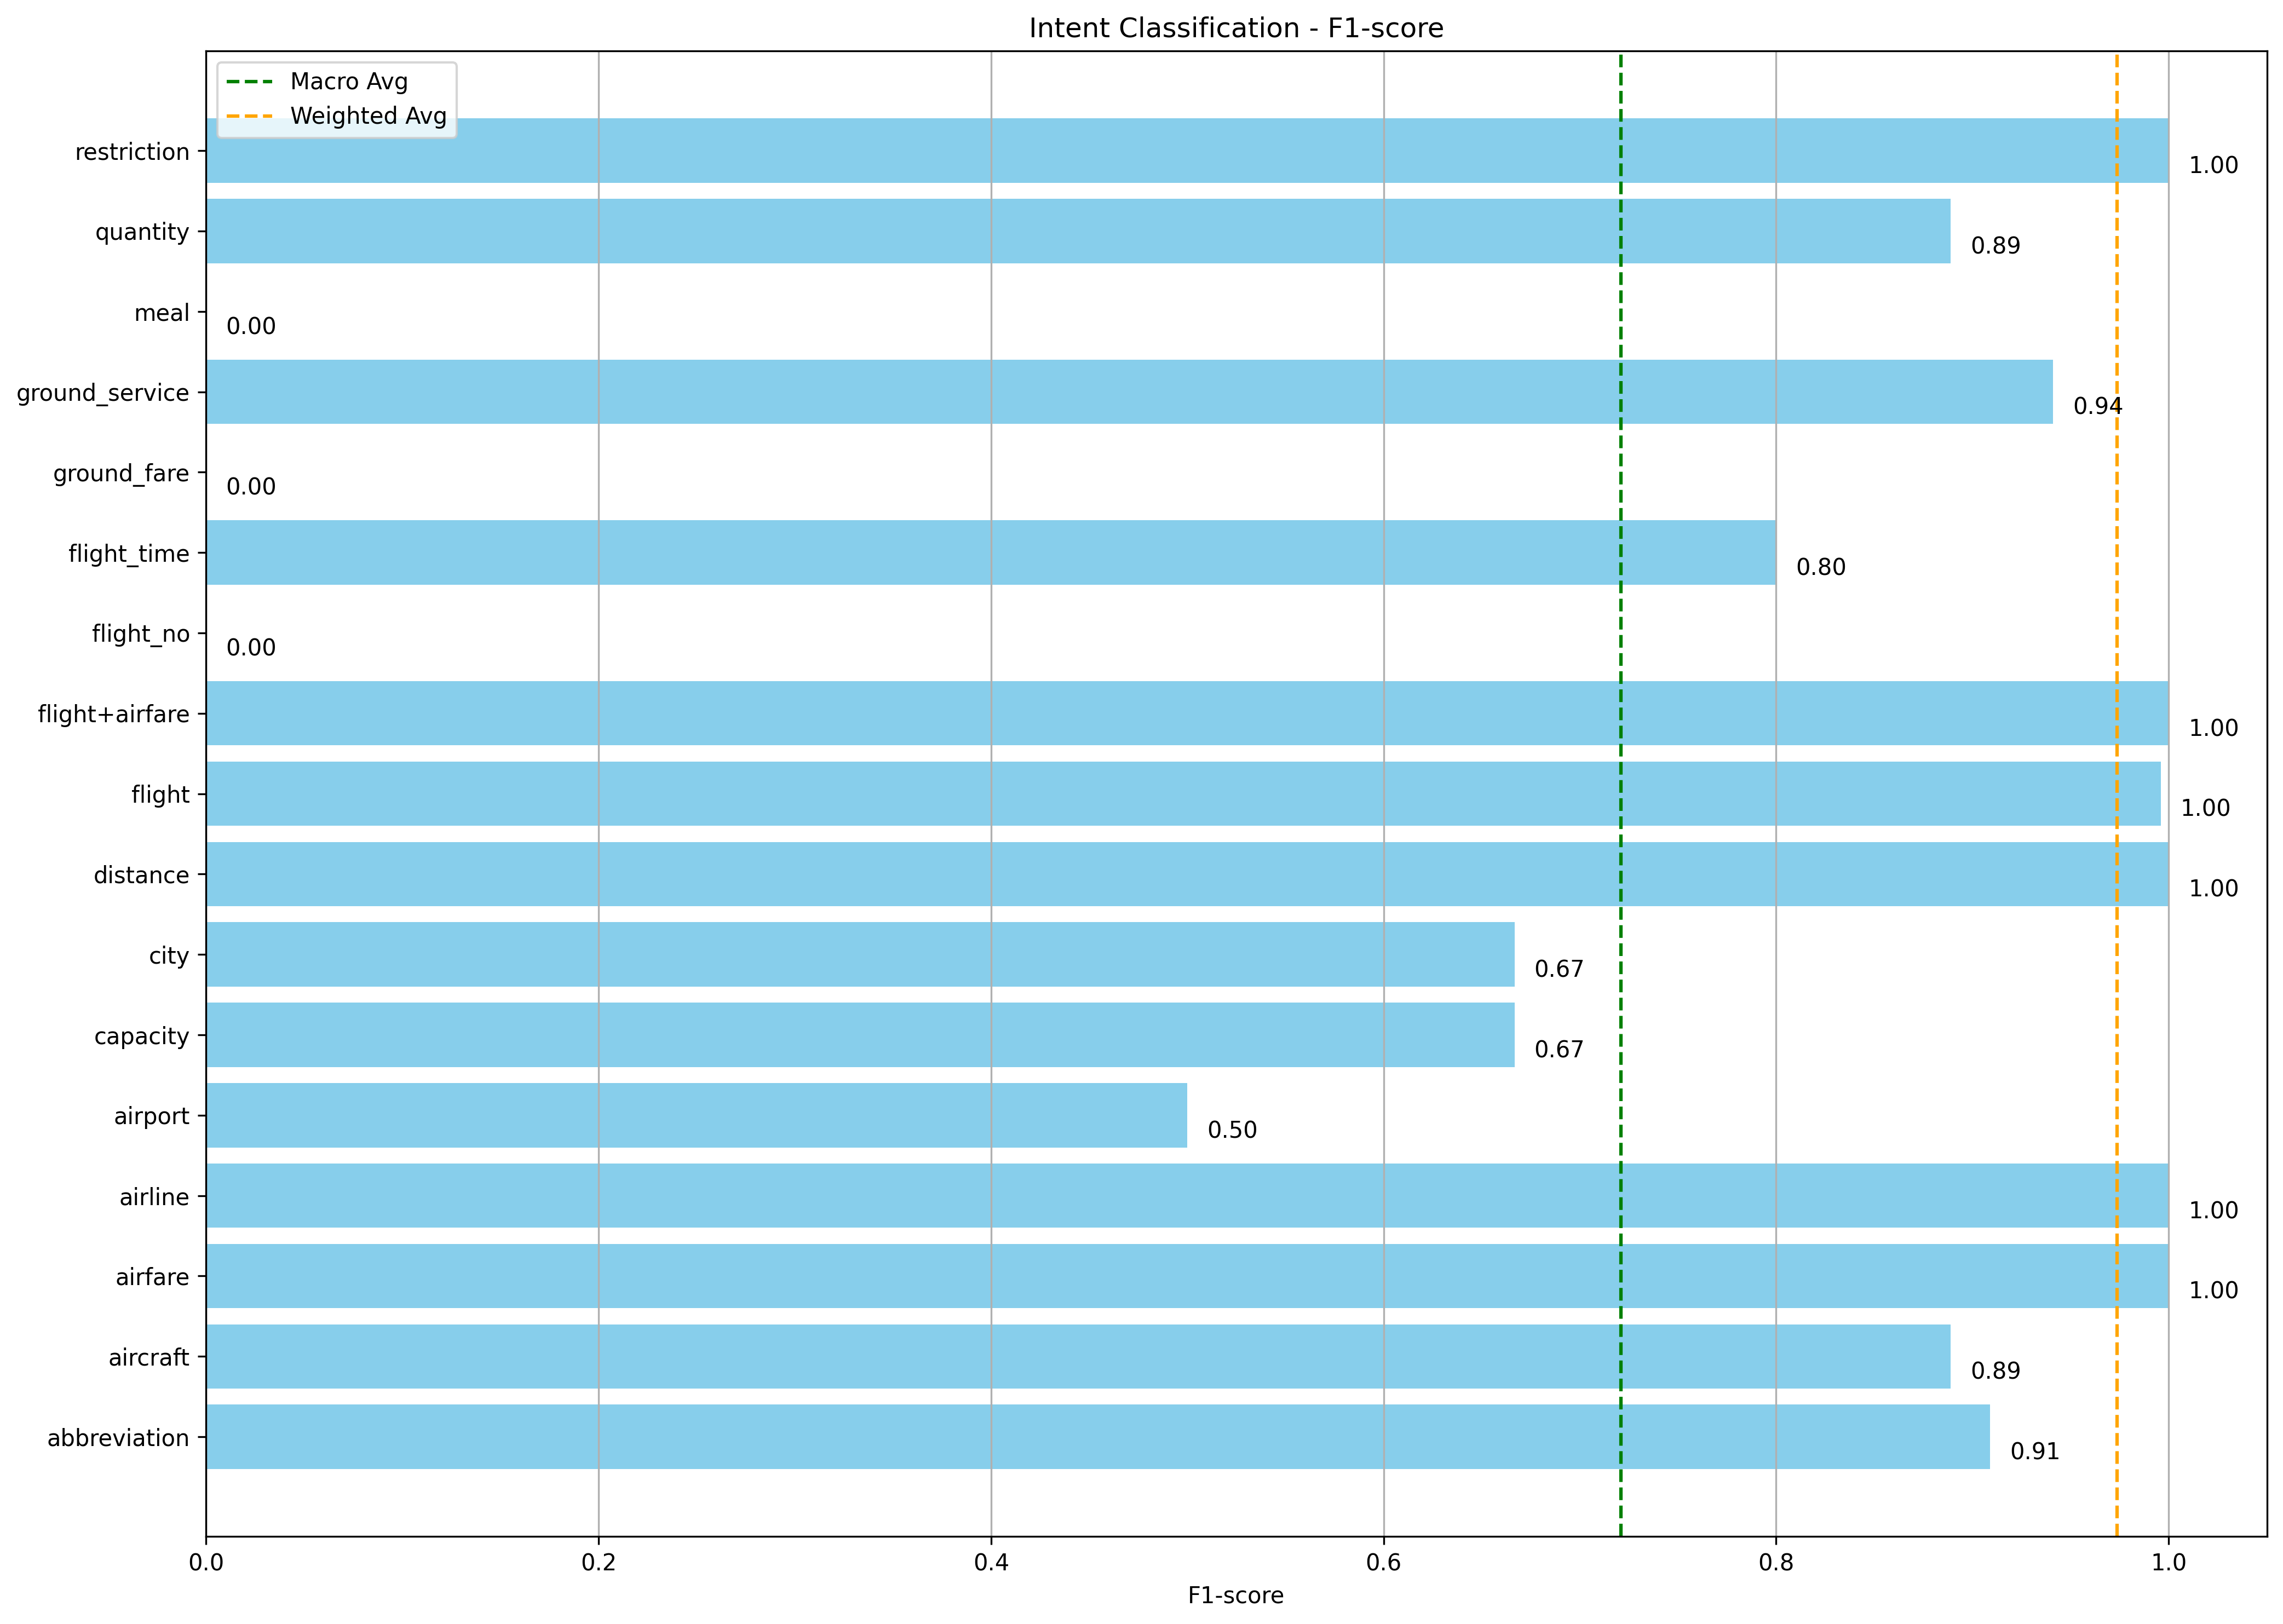 Intent Classification - F1-score
Macro Avg
Weighted Avg
restriction 1.00
quantity 0.89
meal 0.00
ground_service 0.94
ground_fare 0.00
flight_time 0.80
flight_no 0.00
flight+airfare 1.00
flight 1.00
distance 1.00
city 0.67
capacity 0.67
airport 0.50
airline 1.00
airfare 1.00
aircraft 0.89
abbreviation 0.91
0.0 0.2 0.4 0.6 0.8 1.0
F1-score